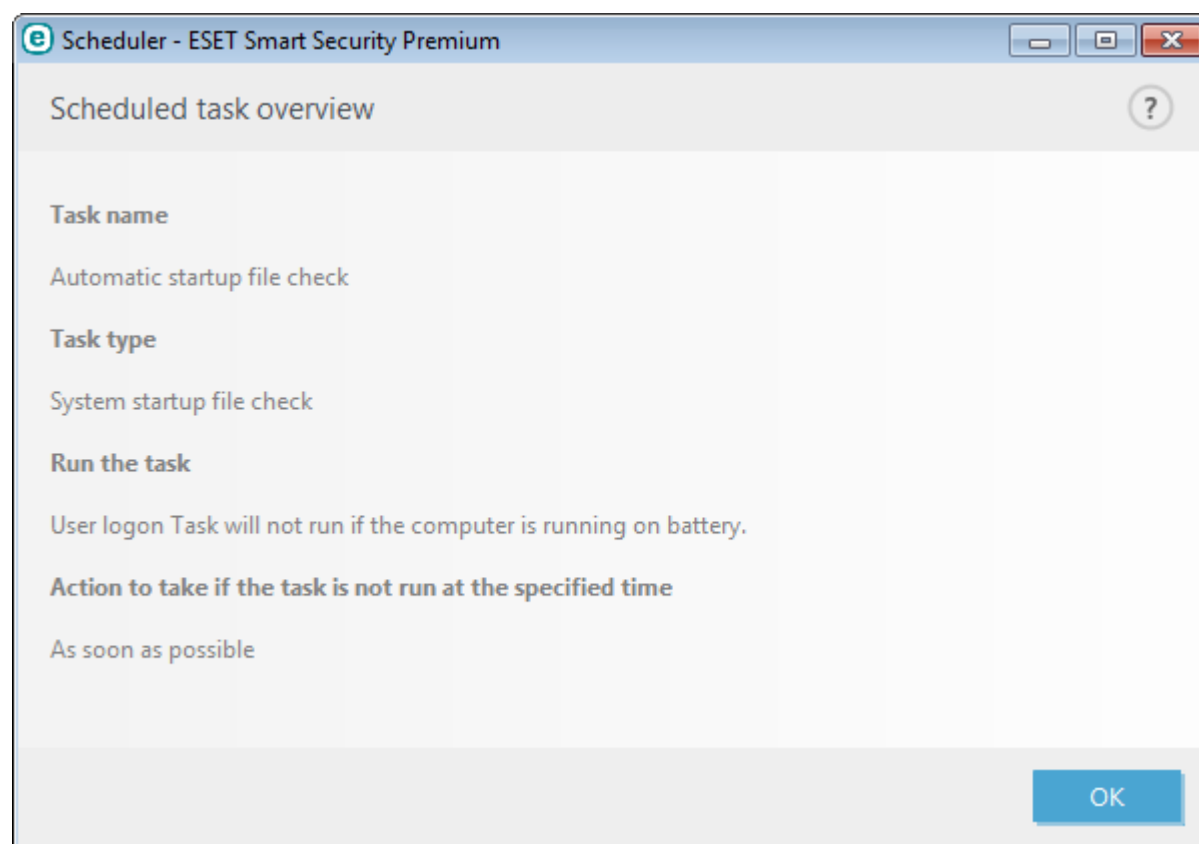 Scheduler - ESET Smart Security Premium
Scheduled task overview
?
Task name
Automatic startup file check
Task type
System startup file check
Run the task
User logon Task will not run if the computer is running on battery.
Action to take if the task is not run at the specified time
As soon as possible
OK